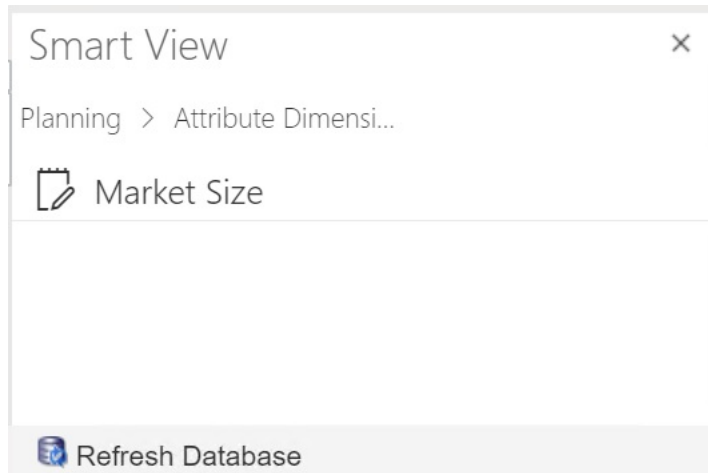 Smart View
Planning > Attribute Dimensi...
Market Size
Refresh Database